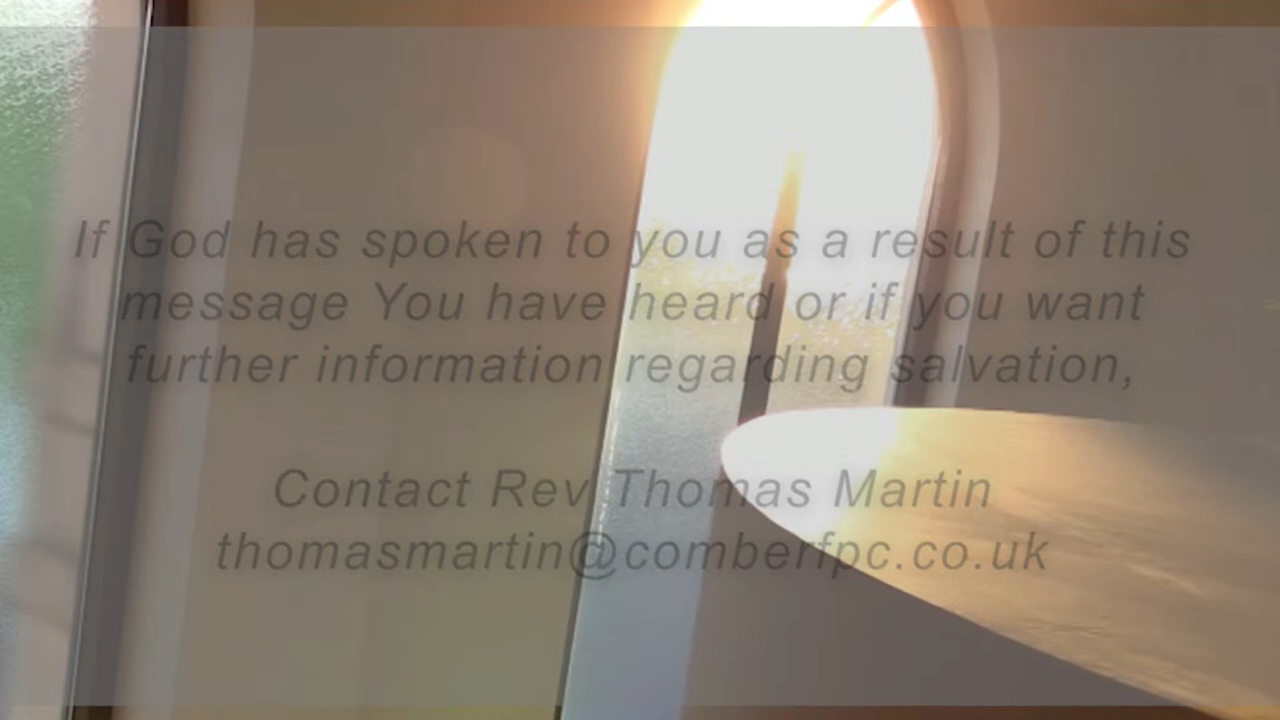 If God has spoken to you as a result of this
message You have heard or if you want
further information regarding salvation,
Contact Rev Thomas Martin
thomasmartin@comberfpc.co.uk